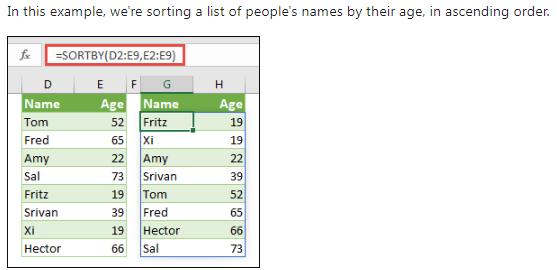 In this example, we're sorting a list of people's names by their age, in ascending order.
fx =SORTBY(D2:E9,E2:E9)
D E F G H
Name Age Name Age
Tom 52 Fritz 19
Fred 65 Xi 19
Amy 22 Amy 22
Sal 73 Srivan 39
Fritz 19 Tom 52
Srivan 39 Fred 65
Xi 19 Hector 66
Hector 66 Sal 73